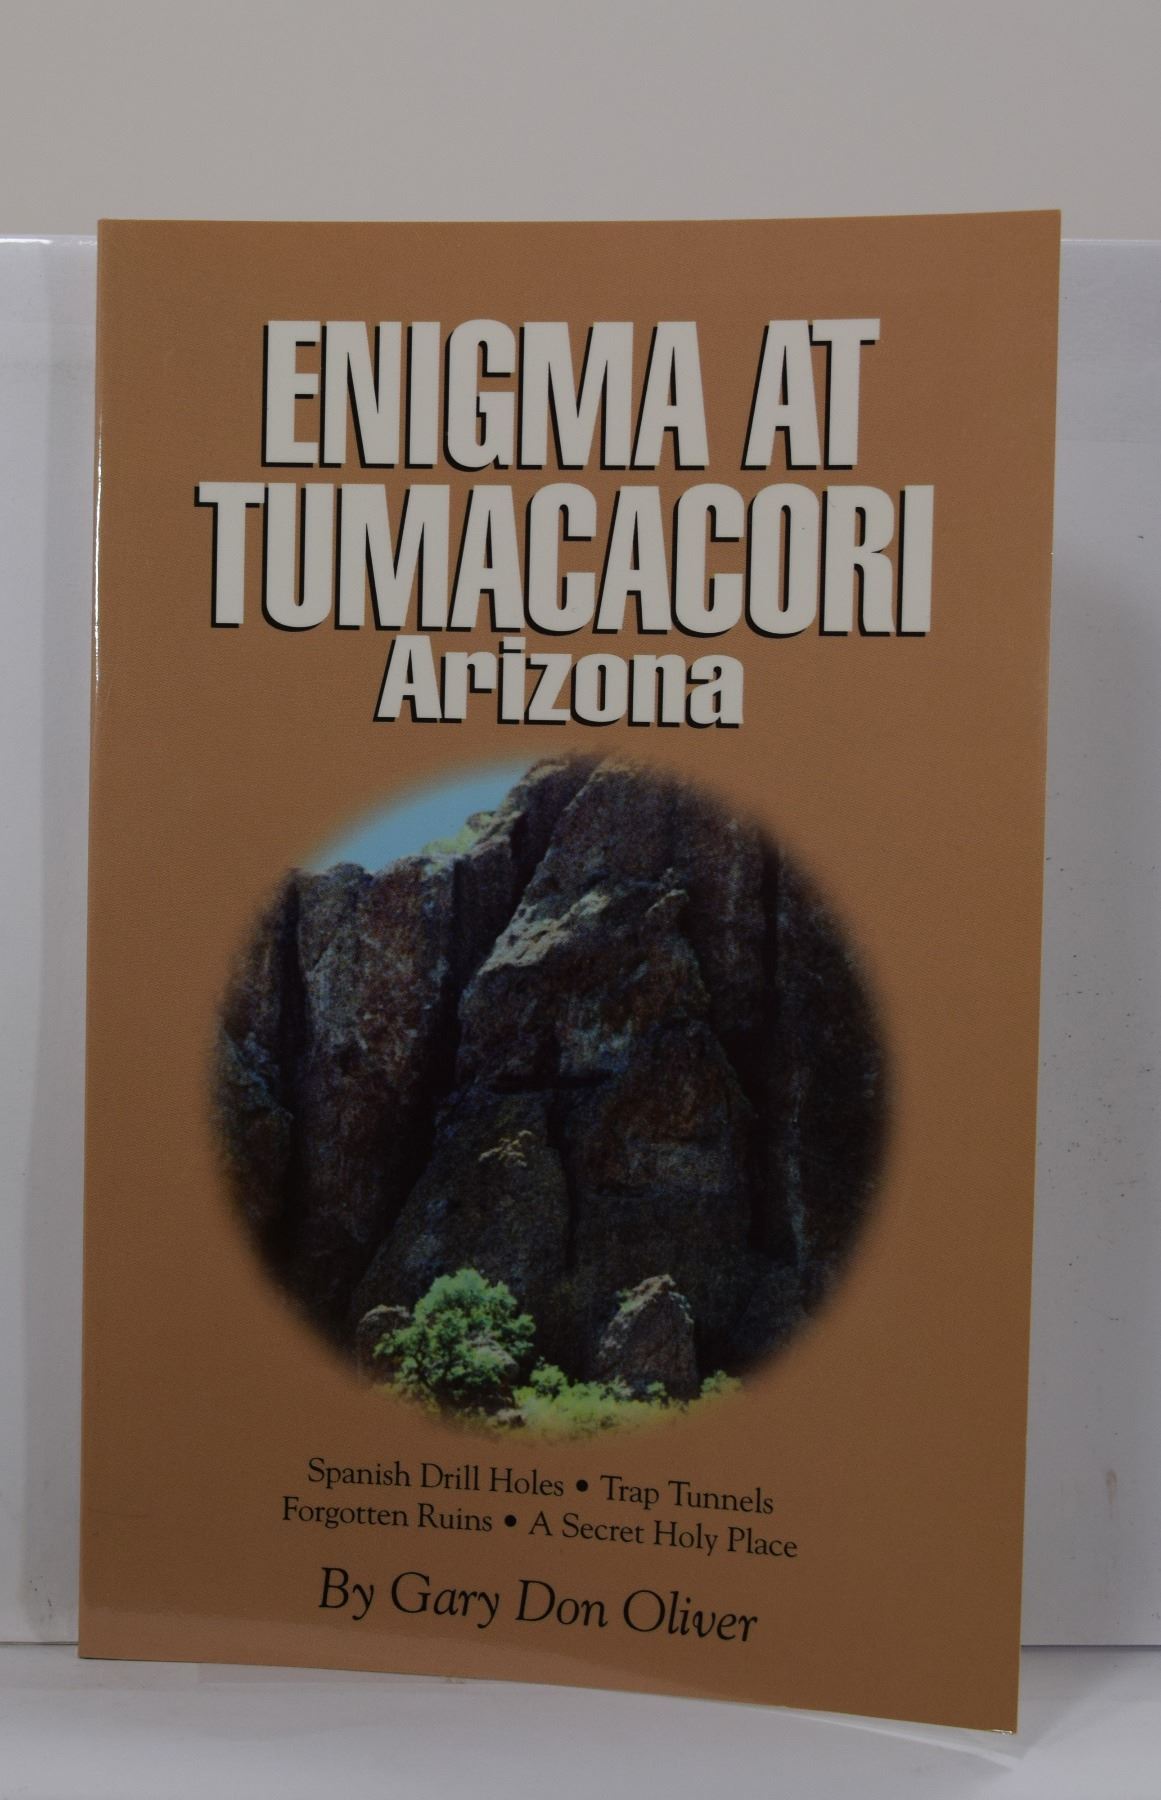 ENIGMA AT
TUMACACORI
Arizona
Spanish Drill Holes • Trap Tunnels
Forgotten Ruins • A Secret Holy Place
By Gary Don Oliver